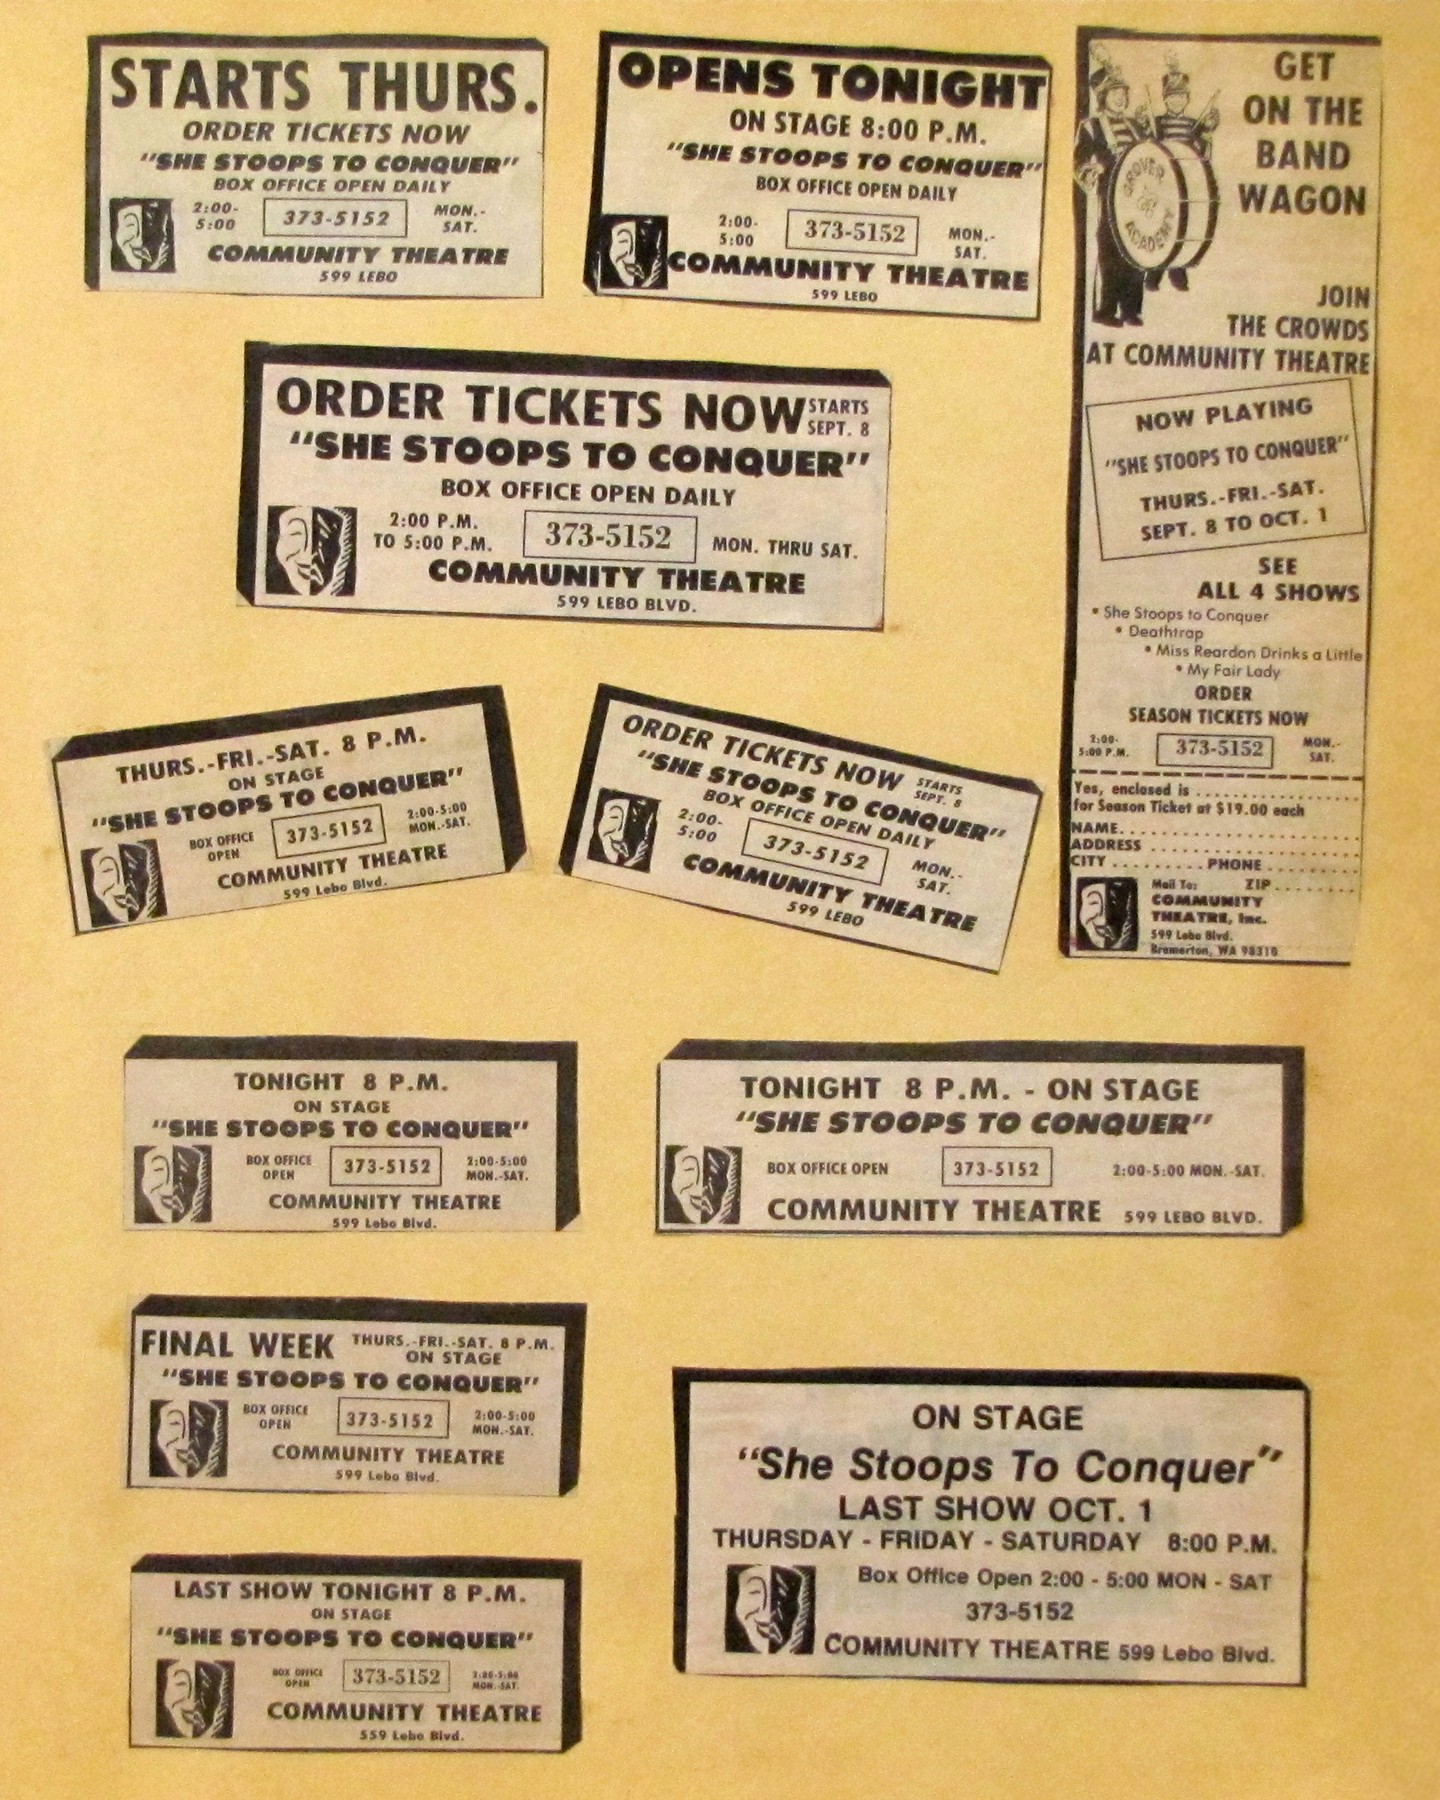 STARTS THURS.
ORDER TICKETS NOW
"SHE STOOPS TO CONQUER"
BOX OFFICE OPEN DAILY
2:00-
5:00
373-5152
MON.-
SAT.
COMMUNITY THEATRE
599 LEBO
OPENS TONIGHT
ON STAGE 8:00 P.M.
"SHE STOOPS TO CONQUER"
BOX OFFICE OPEN DAILY
2:00-
5:00
373-5152
MON.-
SAT.
COMMUNITY THEATRE
599 LEBO
GROVER
ACADEMY
GET
ON THE
BAND
WAGON
JOIN
THE CROWDS
AT COMMUNITY THEATRE
NOW PLAYING
"SHE STOOPS TO CONQUER"
THURS.-FRI.-SAT.
SEPT. 8 TO OCT. 1
SEE
ALL 4 SHOWS
• She Stoops to Conquer
• Deathtrap
• Miss Reardon Drinks a Little
• My Fair Lady
ORDER
SEASON TICKETS NOW
2:00-
5:00 P.M.
373-5152
MON.-
SAT.
Yes, enclosed is ....................
for Season Ticket at $19.00 each
NAME..........................
ADDRESS ......................
CITY ......... PHONE ..........
Mail To: ZIP..........
COMMUNITY
THEATRE, Inc.
599 Lebo Blvd.
Bremerton, WA 98310
ORDER TICKETS NOW STARTS
SEPT. 8
"SHE STOOPS TO CONQUER"
BOX OFFICE OPEN DAILY
2:00 P.M.
TO 5:00 P.M.
373-5152
MON. THRU SAT.
COMMUNITY THEATRE
599 LEBO BLVD.
THURS.-FRI.-SAT. 8 P.M.
ON STAGE
"SHE STOOPS TO CONQUER"
BOX OFFICE
OPEN
373-5152
2:00-5:00
MON.-SAT.
COMMUNITY THEATRE
599 Lebo Blvd.
ORDER TICKETS NOW STARTS
SEPT. 8
"SHE STOOPS TO CONQUER"
BOX OFFICE OPEN DAILY
2:00-
5:00
373-5152
MON.-
SAT.
COMMUNITY THEATRE
599 LEBO
TONIGHT 8 P.M.
ON STAGE
"SHE STOOPS TO CONQUER"
BOX OFFICE
OPEN
373-5152
2:00-5:00
MON.-SAT.
COMMUNITY THEATRE
599 Lebo Blvd.
TONIGHT 8 P.M. - ON STAGE
"SHE STOOPS TO CONQUER"
BOX OFFICE OPEN 373-5152 2:00-5:00 MON.-SAT.
COMMUNITY THEATRE 599 LEBO BLVD.
FINAL WEEK THURS.-FRI.-SAT. 8 P.M.
ON STAGE
"SHE STOOPS TO CONQUER"
BOX OFFICE
OPEN
373-5152
2:00-5:00
MON.-SAT.
COMMUNITY THEATRE
599 Lebo Blvd.
ON STAGE
"She Stoops To Conquer"
LAST SHOW OCT. 1
THURSDAY - FRIDAY - SATURDAY 8:00 P.M.
Box Office Open 2:00 - 5:00 MON - SAT
373-5152
COMMUNITY THEATRE 599 Lebo Blvd.
LAST SHOW TONIGHT 8 P.M.
ON STAGE
"SHE STOOPS TO CONQUER"
BOX OFFICE
OPEN
373-5152
2:00-5:00
MON.-SAT.
COMMUNITY THEATRE
559 Lebo Blvd.